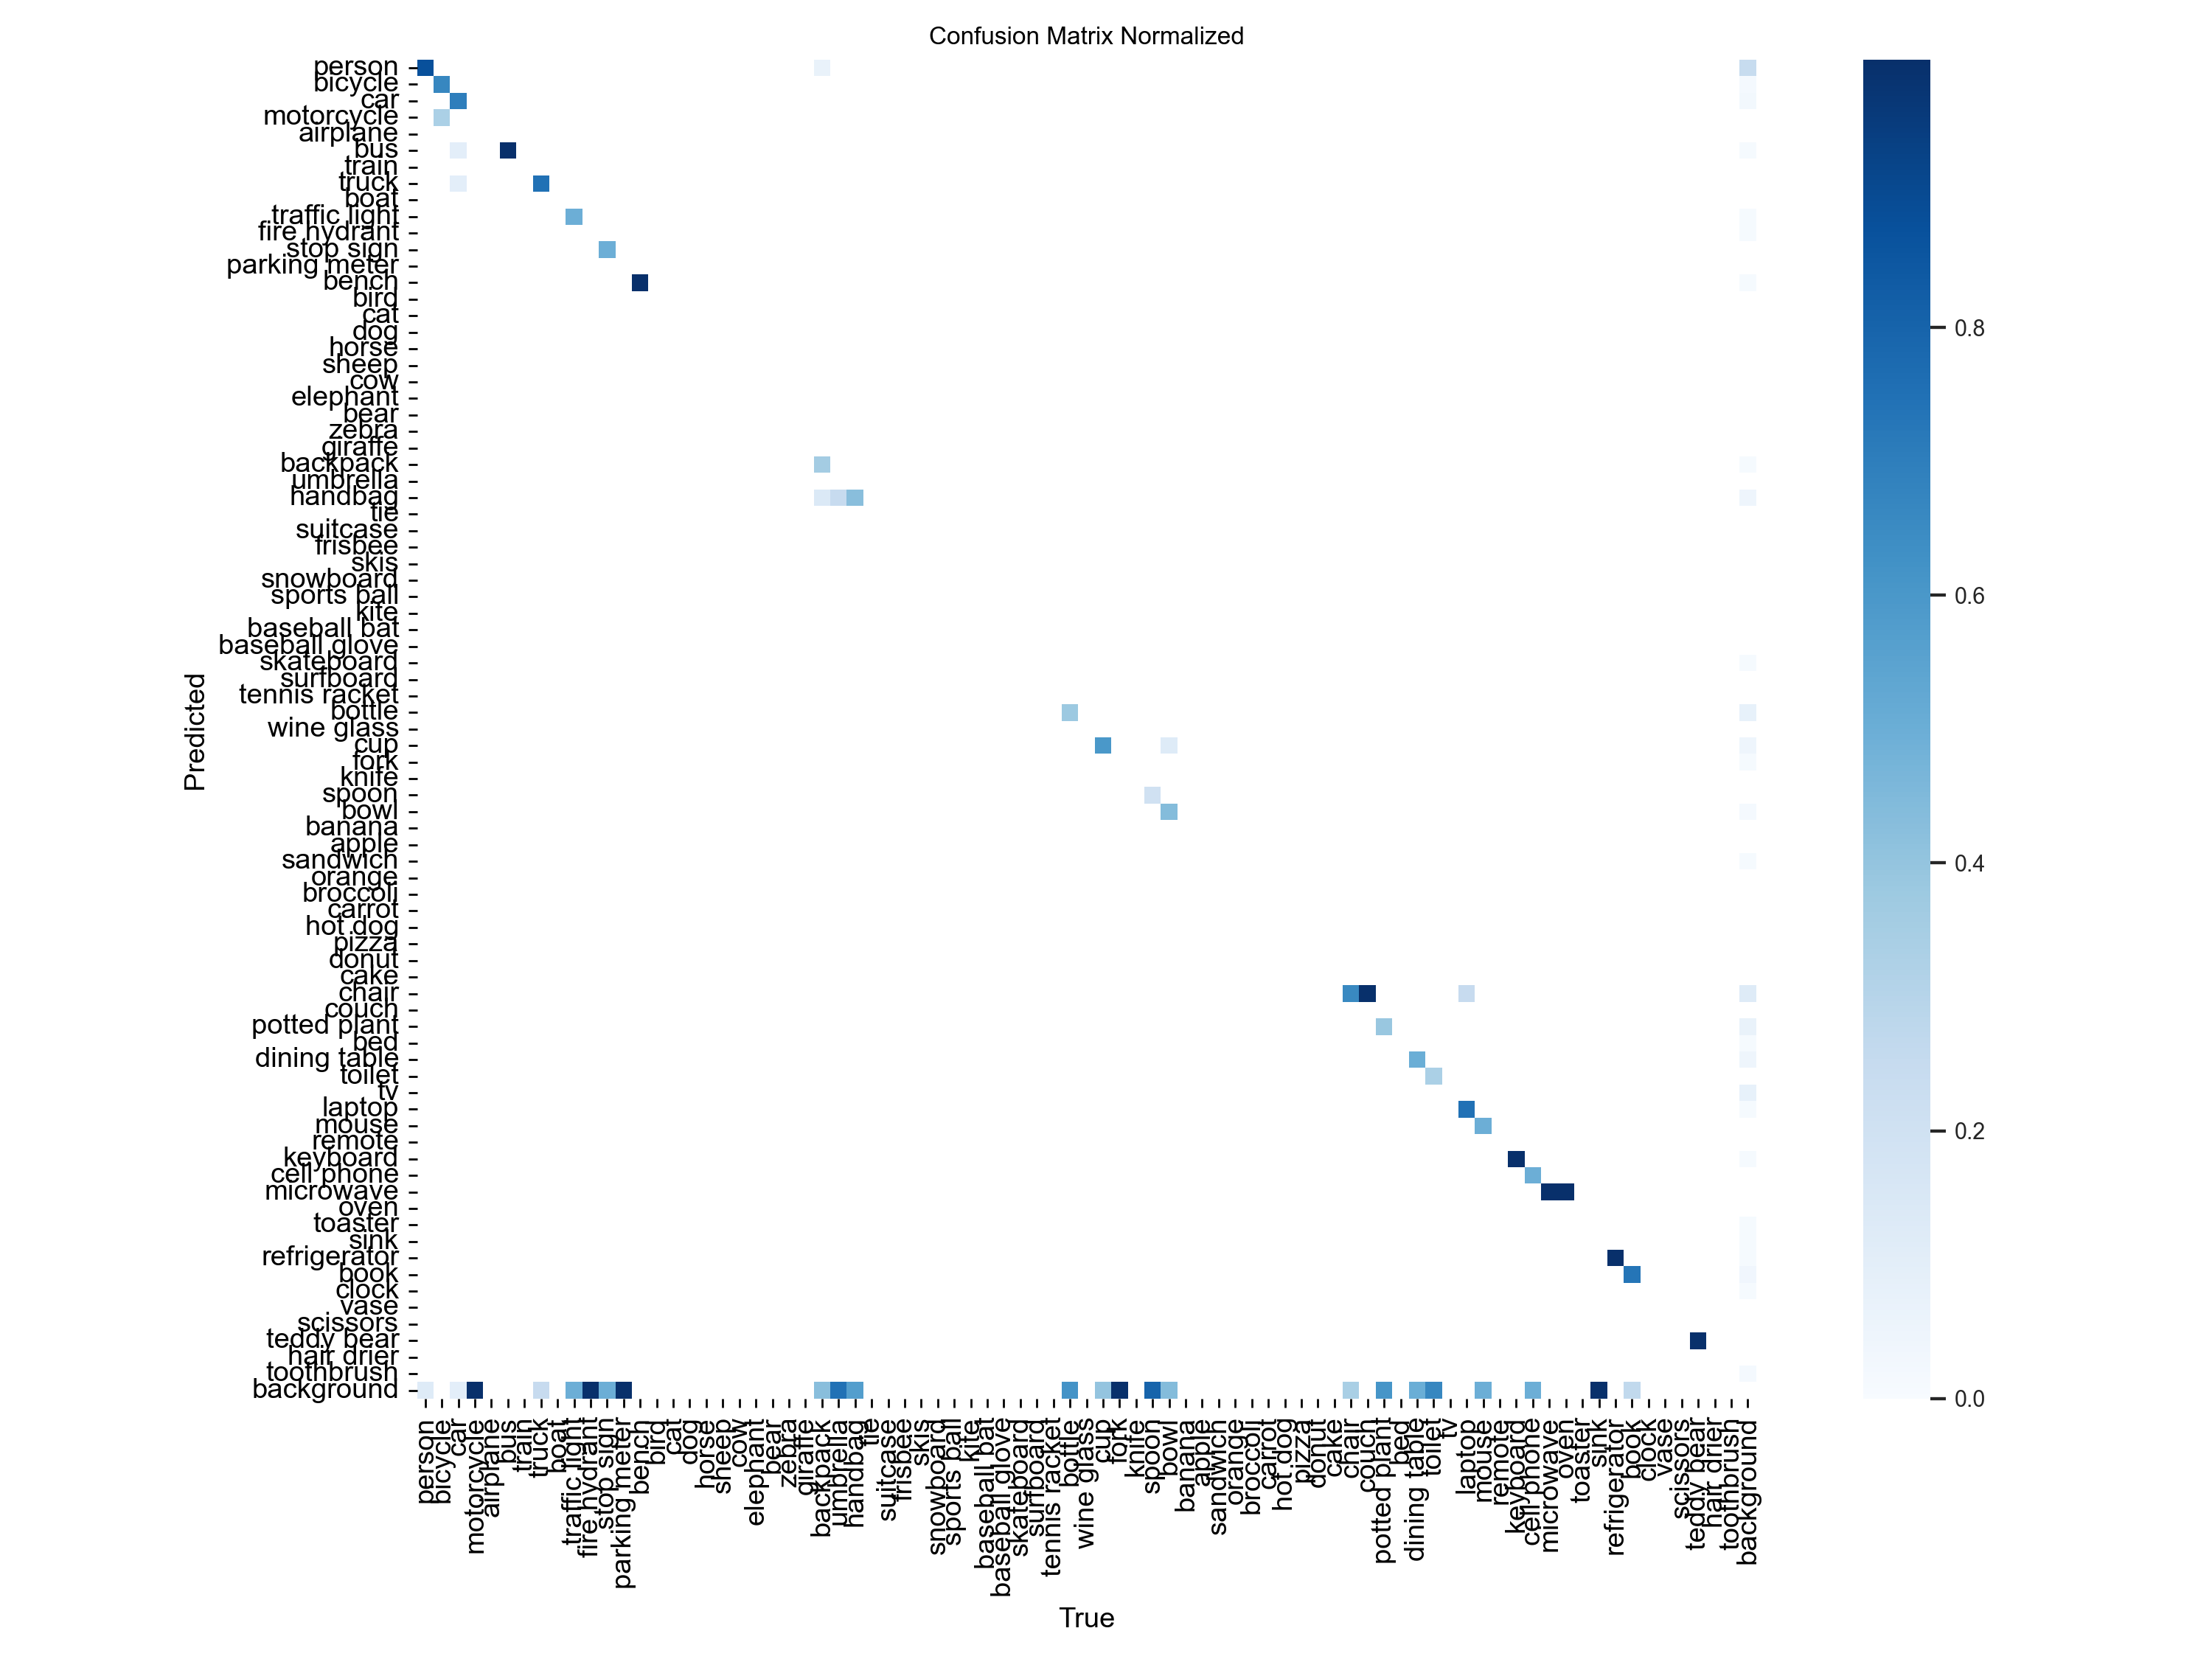 Confusion Matrix Normalized
person
bicycle
car
motorcycle
airplane
bus
train
truck
boat
traffic light
fire hydrant
stop sign
parking meter
bench
bird
cat
dog
horse
sheep
cow
elephant
bear
zebra
giraffe
backpack
umbrella
handbag
tie
suitcase
frisbee
skis
snowboard
sports ball
kite
baseball bat
baseball glove
skateboard
surfboard
tennis racket
bottle
wine glass
cup
fork
knife
spoon
bowl
banana
apple
sandwich
orange
broccoli
carrot
hot dog
pizza
donut
cake
chair
couch
potted plant
bed
dining table
toilet
tv
laptop
mouse
remote
keyboard
cell phone
microwave
oven
toaster
sink
refrigerator
book
clock
vase
scissors
teddy bear
hair drier
toothbrush
background
Predicted
person
bicycle
car
motorcycle
airplane
bus
train
truck
boat
traffic light
fire hydrant
stop sign
parking meter
bench
bird
cat
dog
horse
sheep
cow
elephant
bear
zebra
giraffe
backpack
umbrella
handbag
tie
suitcase
frisbee
skis
snowboard
sports ball
kite
baseball bat
baseball glove
skateboard
surfboard
tennis racket
bottle
wine glass
cup
fork
knife
spoon
bowl
banana
apple
sandwich
orange
broccoli
carrot
hot dog
pizza
donut
cake
chair
couch
potted plant
bed
dining table
toilet
tv
laptop
mouse
remote
keyboard
cell phone
microwave
oven
toaster
sink
refrigerator
book
clock
vase
scissors
teddy bear
hair drier
toothbrush
background
True
0.8
0.6
0.4
0.2
0.0